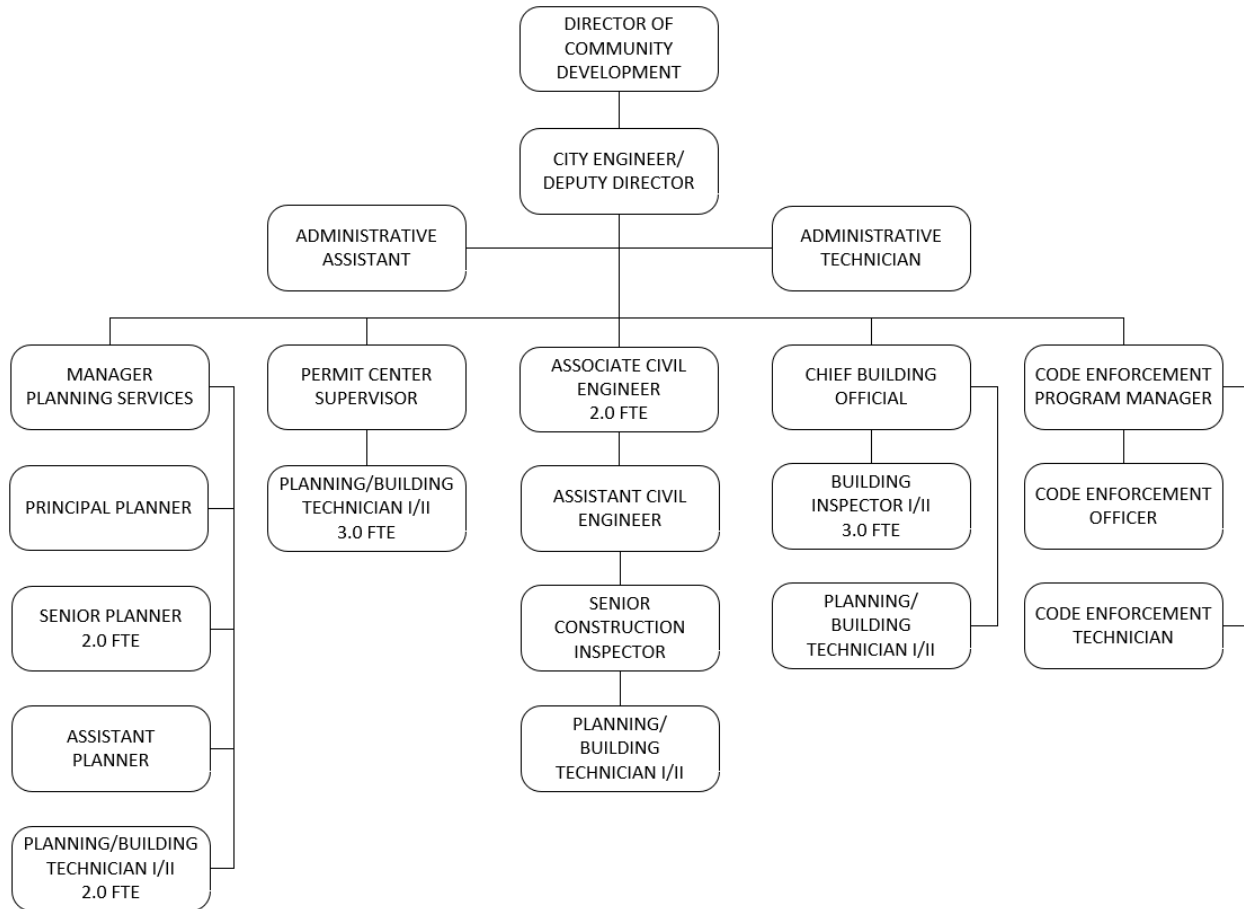 DIRECTOR OF
COMMUNITY
DEVELOPMENT
CITY ENGINEER/
DEPUTY DIRECTOR
ADMINISTRATIVE
ASSISTANT
ADMINISTRATIVE
TECHNICIAN
MANAGER
PLANNING SERVICES
PERMIT CENTER
SUPERVISOR
ASSOCIATE CIVIL
ENGINEER
2.0 FTE
CHIEF BUILDING
OFFICIAL
CODE ENFORCEMENT
PROGRAM MANAGER
PRINCIPAL PLANNER
PLANNING/BUILDING
TECHNICIAN I/II
3.0 FTE
ASSISTANT CIVIL
ENGINEER
BUILDING
INSPECTOR I/II
3.0 FTE
CODE ENFORCEMENT
OFFICER
SENIOR PLANNER
2.0 FTE
SENIOR
CONSTRUCTION
INSPECTOR
PLANNING/
BUILDING
TECHNICIAN I/II
CODE ENFORCEMENT
TECHNICIAN
ASSISTANT
PLANNER
PLANNING/
BUILDING
TECHNICIAN I/II
PLANNING/BUILDING
TECHNICIAN I/II
2.0 FTE